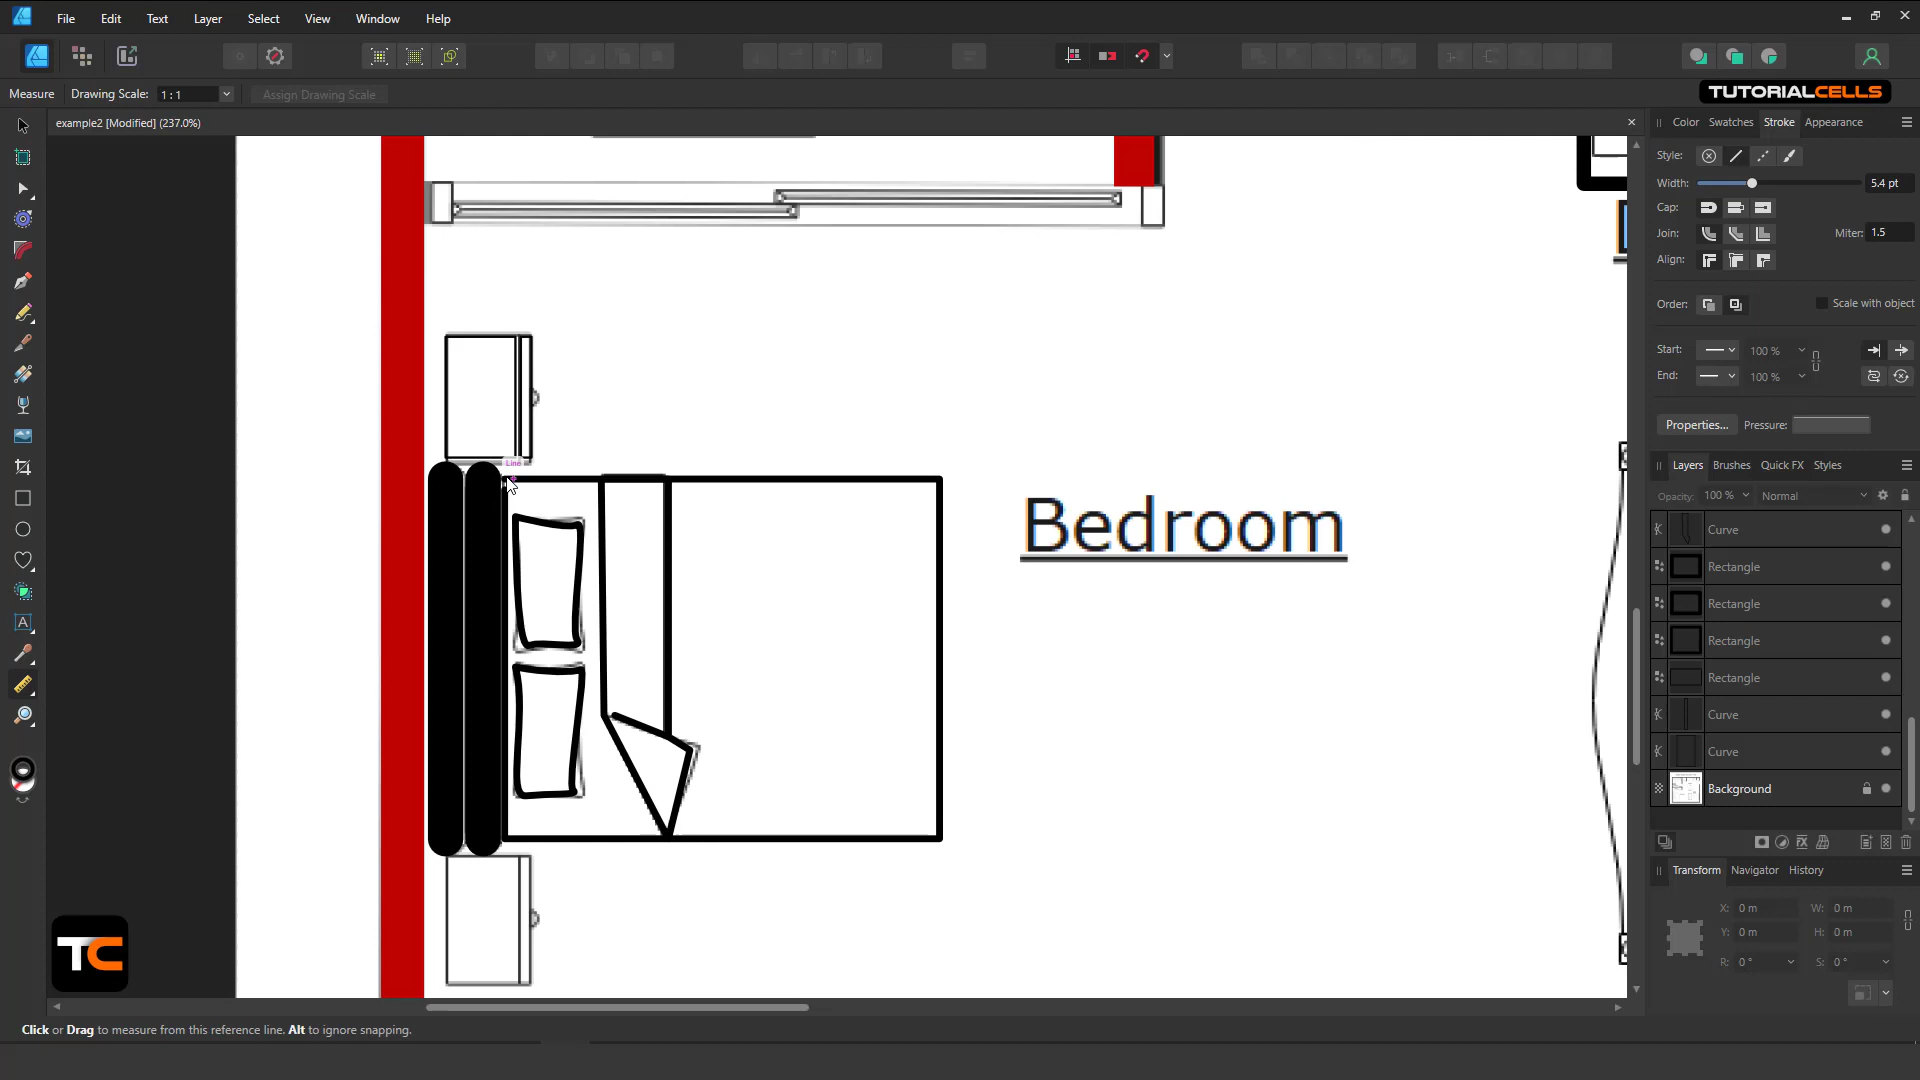 File Edit Text Layer Select View Window Help
Measure Drawing Scale: 1 : 1 Assign Drawing Scale
TUTORIALCELLS
example2 [Modified] (237.0%)
Color Swatches Stroke Appearance
Style:
Width: 5.4 pt
Cap:
Join: Miter: 1.5
Align:
Order: Scale with object
Start: 100 %
End: 100 %
Properties... Pressure:
Line
Bedroom
Layers Brushes Quick FX Styles
Opacity: 100 % Normal
Curve
Rectangle
Rectangle
Rectangle
Rectangle
Curve
Curve
Background
Transform Navigator History
X: 0 m W: 0 m
Y: 0 m H: 0 m
R: 0 ° S: 0 °
TC
Click or Drag to measure from this reference line. Alt to ignore snapping.